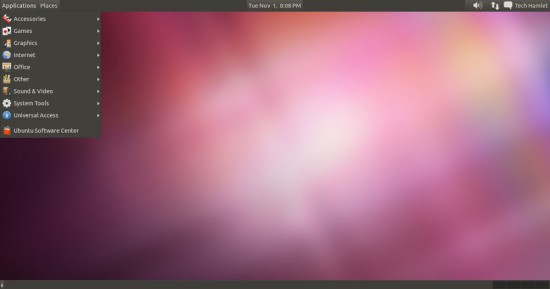 Applications Places Tue Nov 1, 8:08 PM Tech Hamlet
Accessories
Games
Graphics
Internet
Office
Other
Sound & Video
System Tools
Universal Access
Ubuntu Software Center